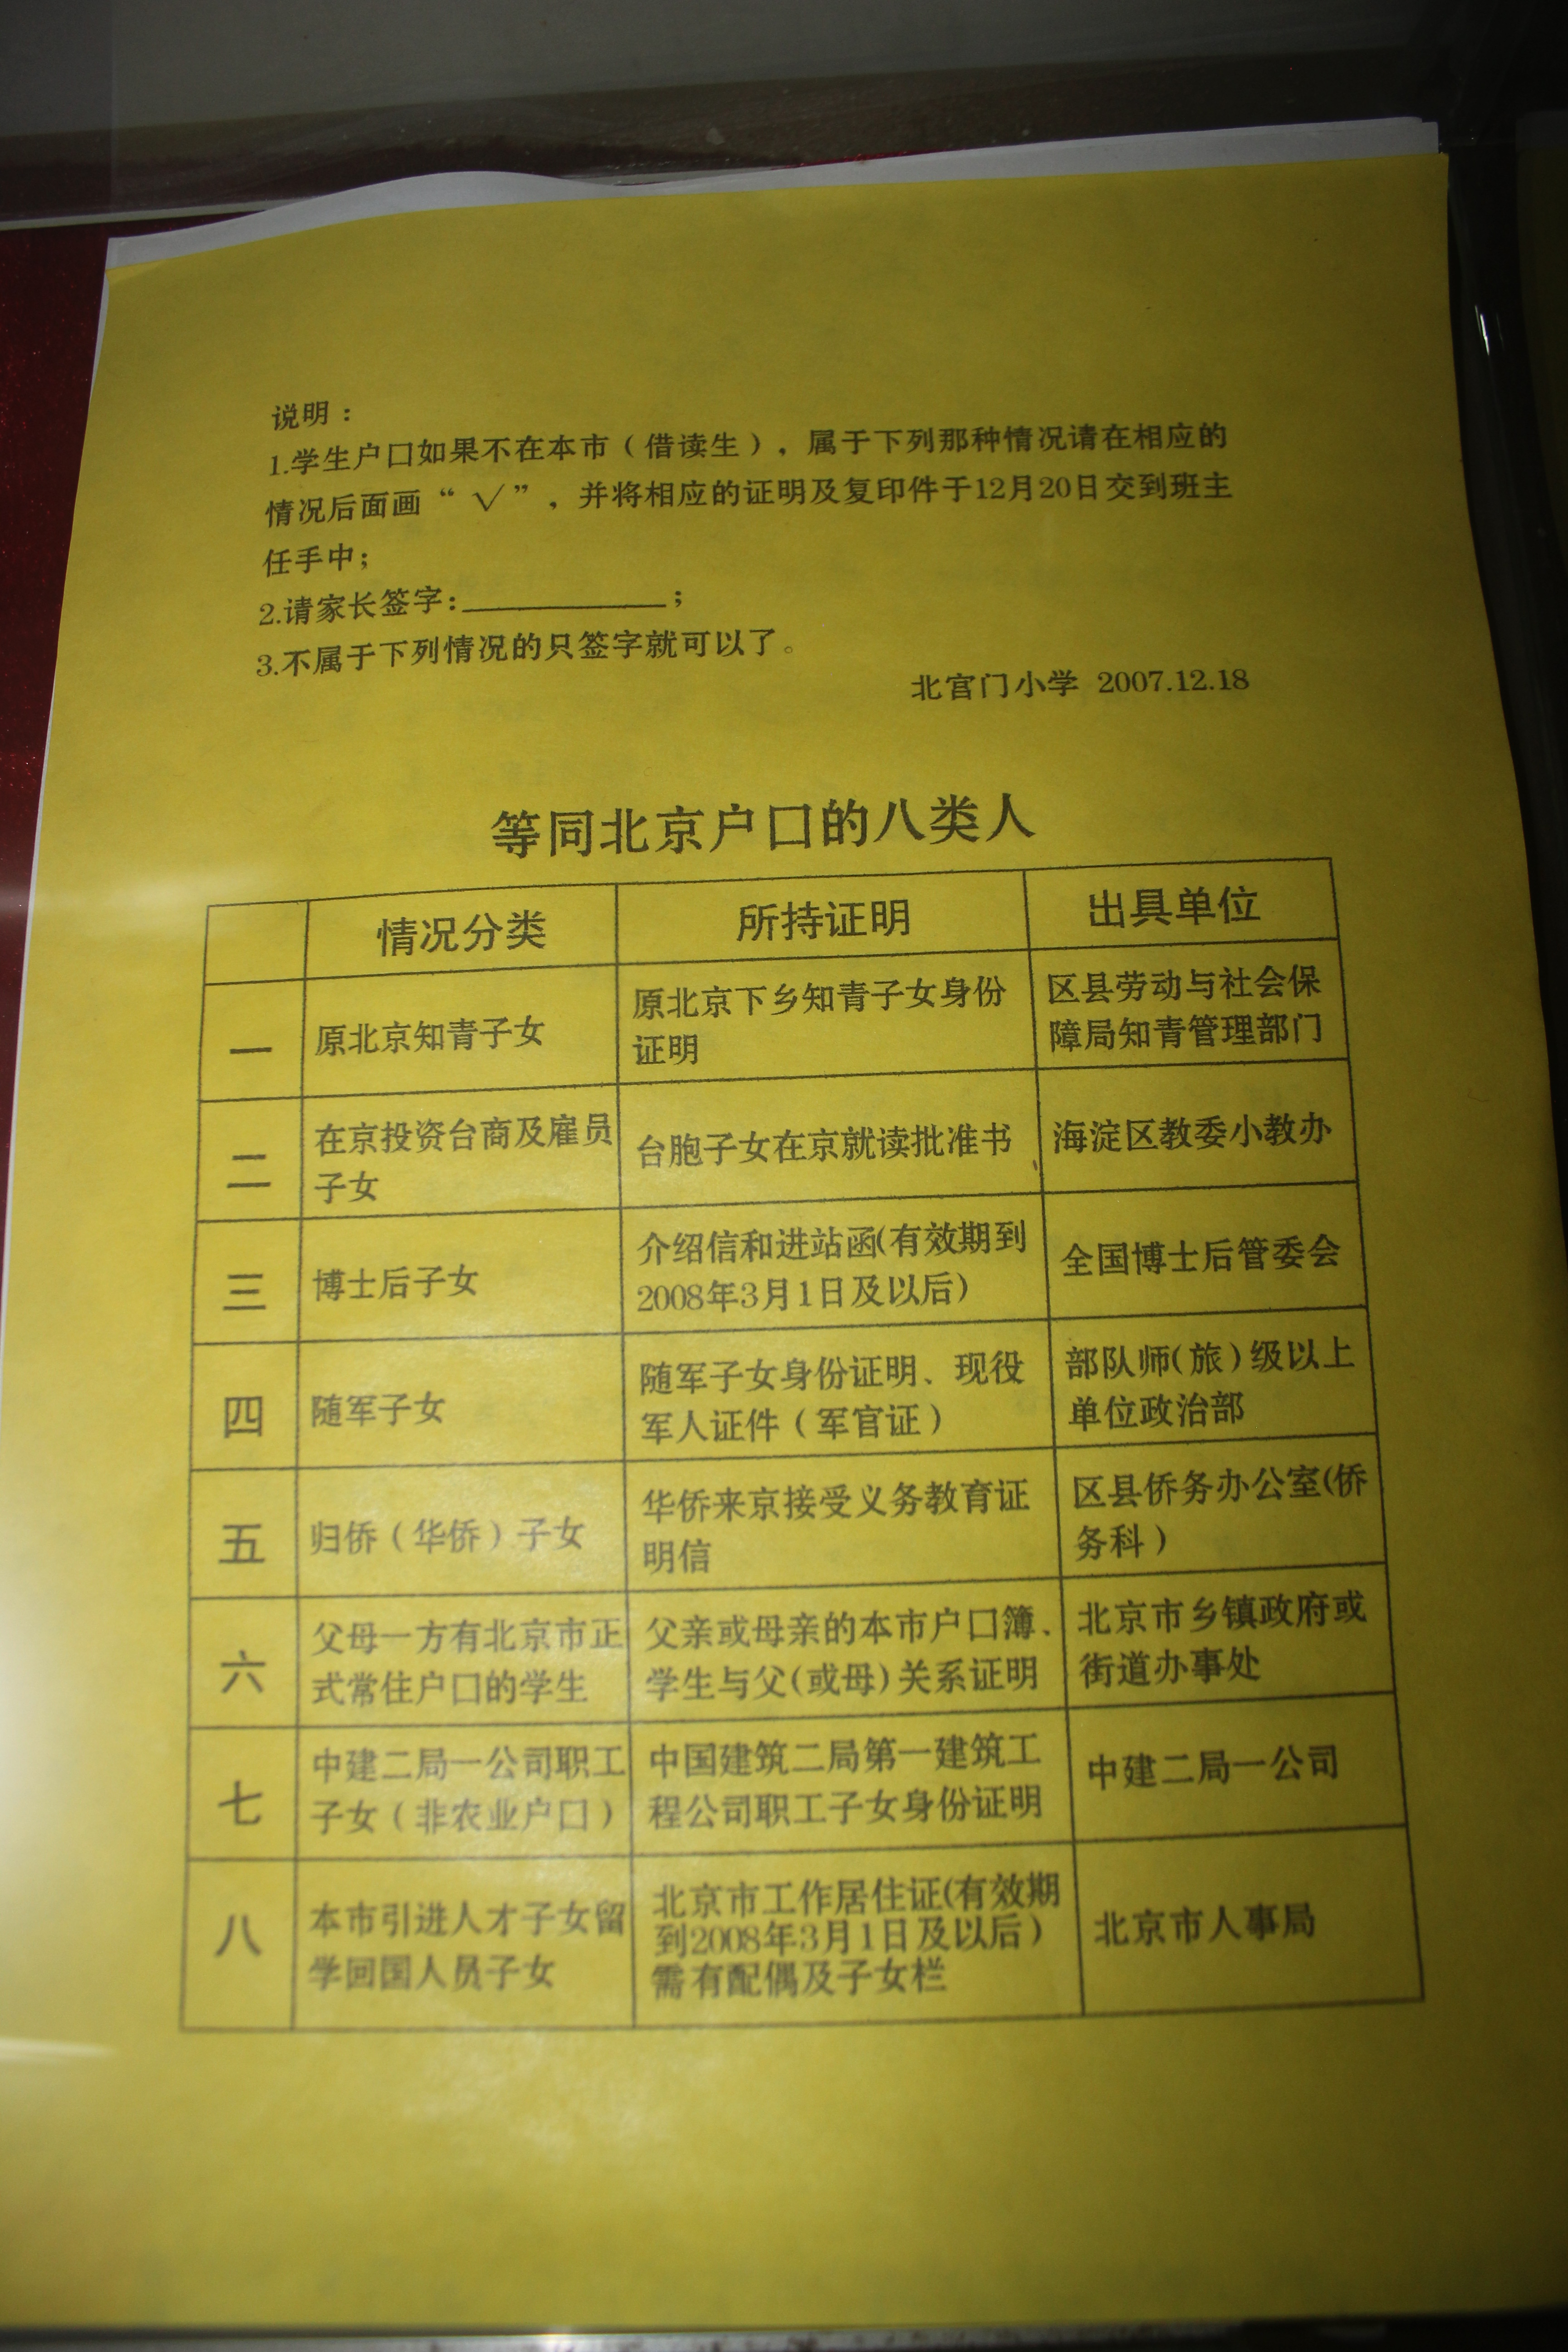 说明：
1.学生户口如果不在本市（借读生），属于下列那种情况请在相应的
情况后面画“√”，并将相应的证明及复印件于12月20日交到班主
任手中；
2.请家长签字：____________；
3.不属于下列情况的只签字就可以了。
北宫门小学 2007.12.18
等同北京户口的八类人
情况分类 所持证明 出具单位
一
原北京知青子女
原北京下乡知青子女身份
证明
区县劳动与社会保
障局知青管理部门
二
在京投资台商及雇员
子女
台胞子女在京就读批准书
海淀区教委小教办
三
博士后子女
介绍信和进站函(有效期到
2008年3月1日及以后）
全国博士后管委会
四
随军子女
随军子女身份证明、现役
军人证件（军官证）
部队师(旅）级以上
单位政治部
五
归侨（华侨）子女
华侨来京接受义务教育证
明信
区县侨务办公室(侨
务科）
六
父母一方有北京市正
式常住户口的学生
父亲或母亲的本市户口簿、
学生与父(或母)关系证明
北京市乡镇政府或
街道办事处
七
中建二局一公司职工
子女（非农业户口）
中国建筑二局第一建筑工
程公司职工子女身份证明
中建二局一公司
八
本市引进人才子女留
学回国人员子女
北京市工作居住证(有效期
到2008年3月1日及以后）
需有配偶及子女栏
北京市人事局